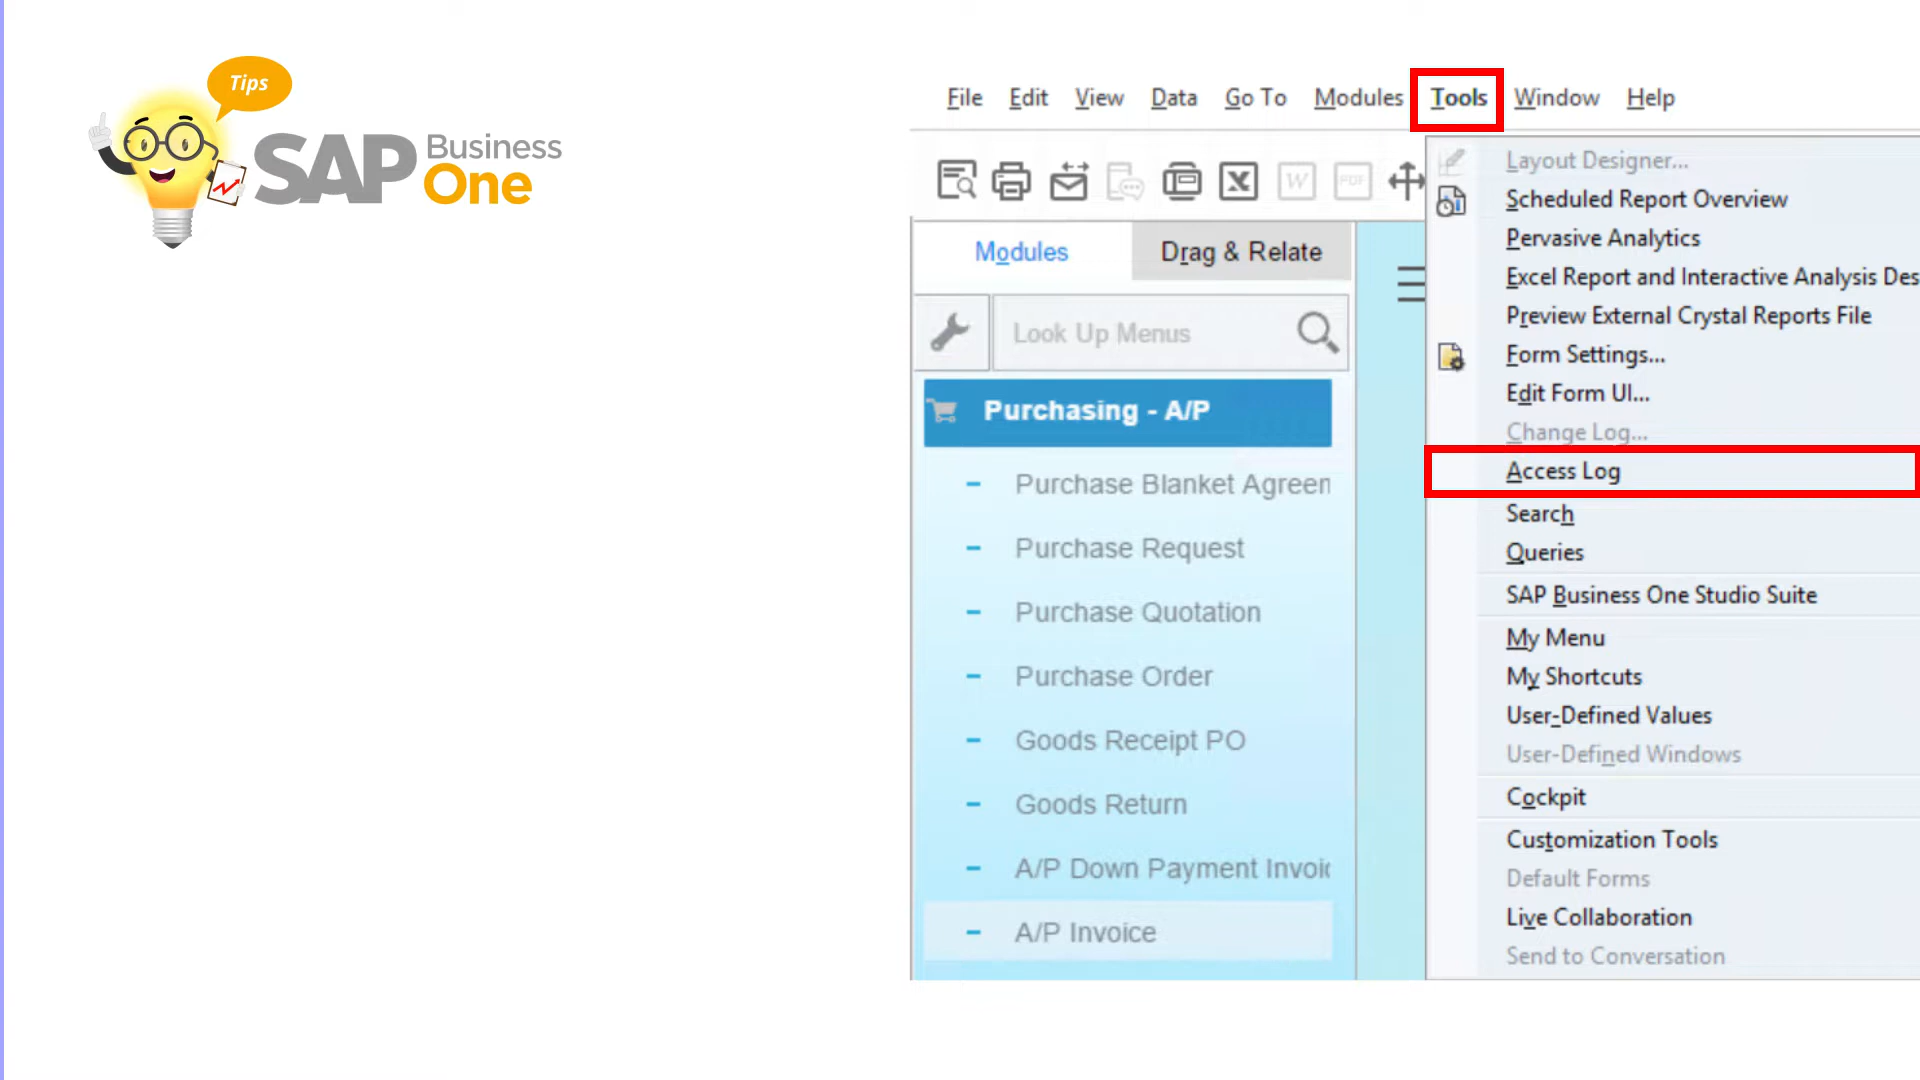 Tips
SAP Business One
File Edit View Data Go To Modules Tools Window Help
W PDF
Modules Drag & Relate
Look Up Menus
Purchasing - A/P
Purchase Blanket Agreen
Purchase Request
Purchase Quotation
Purchase Order
Goods Receipt PO
Goods Return
A/P Down Payment Invoic
A/P Invoice
Layout Designer...
Scheduled Report Overview
Pervasive Analytics
Excel Report and Interactive Analysis Des
Preview External Crystal Reports File
Form Settings...
Edit Form UI...
Change Log...
Access Log
Search
Queries
SAP Business One Studio Suite
My Menu
My Shortcuts
User-Defined Values
User-Defined Windows
Cockpit
Customization Tools
Default Forms
Live Collaboration
Send to Conversation